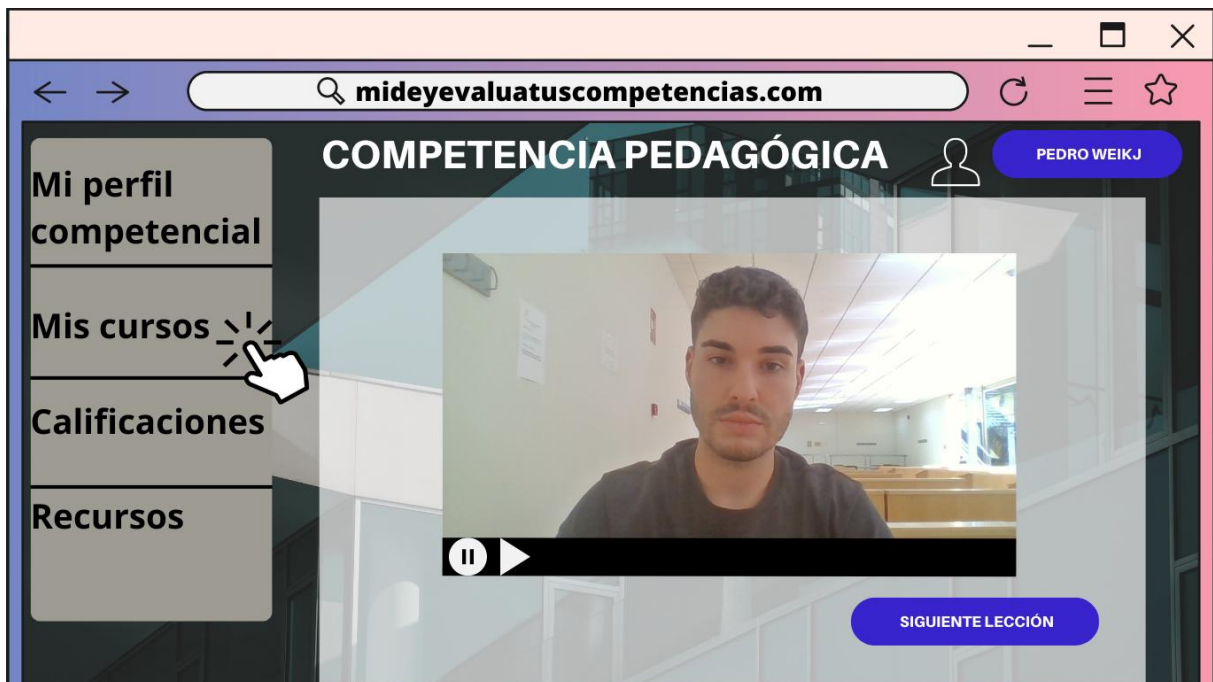 mideyevaluatuscompetencias.com
COMPETENCIA PEDAGÓGICA
PEDRO WEIKJ
Mi perfil
competencial
Mis cursos
Calificaciones
Recursos
SIGUIENTE LECCIÓN